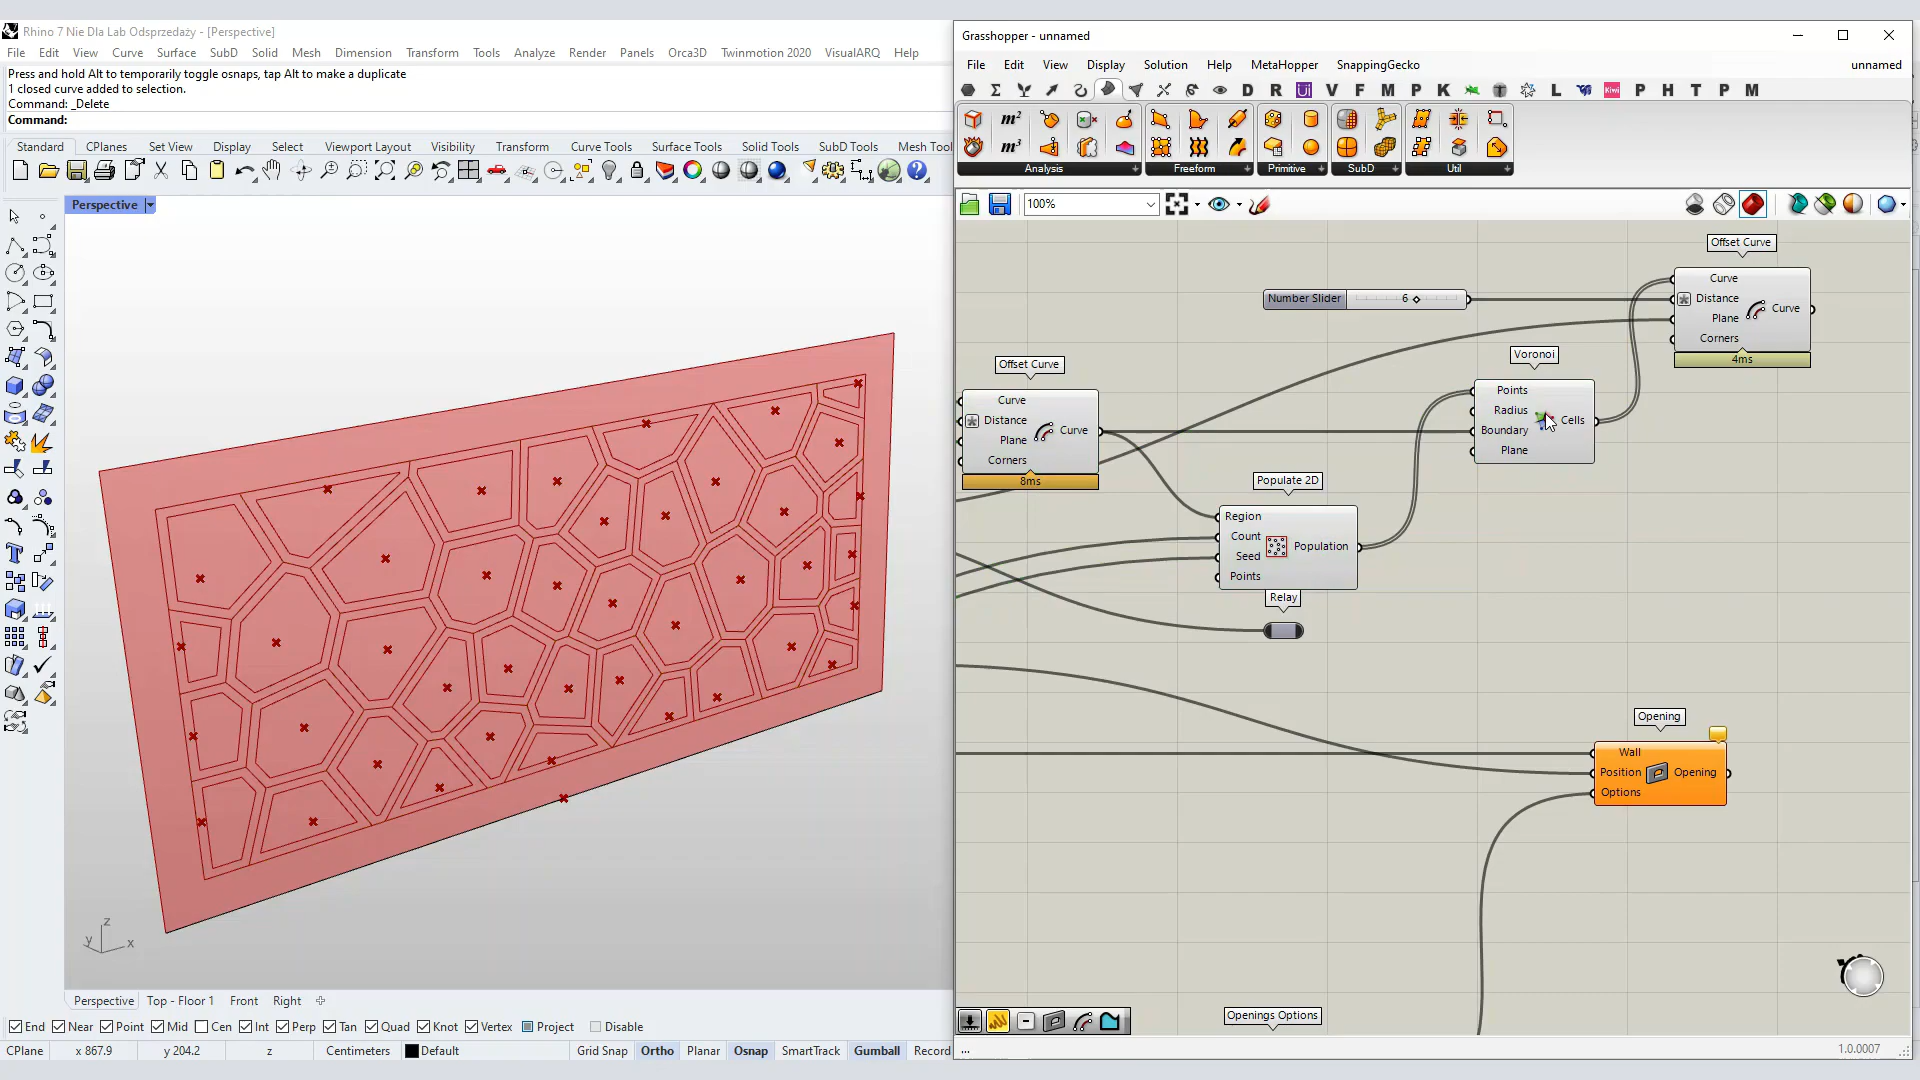 Rhino 7 Nie Dla Lab Odsprzedaży - [Perspective]
File Edit View Curve Surface SubD Solid Mesh Dimension Transform Tools Analyze Render Panels Orca3D Twinmotion 2020 VisualARQ Help
Press and hold Alt to temporarily toggle osnaps, tap Alt to make a duplicate
1 closed curve added to selection.
Command: _Delete
Command:
Standard CPlanes Set View Display Select Viewport Layout Visibility Transform Curve Tools Surface Tools Solid Tools SubD Tools Mesh Tool
Perspective
z
y x
Perspective Top - Floor 1 Front Right
End Near Point Mid Cen Int Perp Tan Quad Knot Vertex Project Disable
CPlane x 867.9 y 204.2 z Centimeters Default Grid Snap Ortho Planar Osnap SmartTrack Gumball Record
Grasshopper - unnamed
File Edit View Display Solution Help MetaHopper SnappingGecko unnamed
D R V F M P K L Kiwi P H T P M
m²
m³
Analysis Freeform Primitive SubD Util
100%
Offset Curve
Curve
Distance
Plane
Corners
Curve
4ms
Number Slider 6
Voronoi
Points
Radius
Boundary
Plane
Cells
Offset Curve
Curve
Distance
Plane
Corners
Curve
8ms
Populate 2D
Region
Count
Seed
Points
Population
Relay
Opening
Wall
Position
Options
Opening
Openings Options
...
1.0.0007